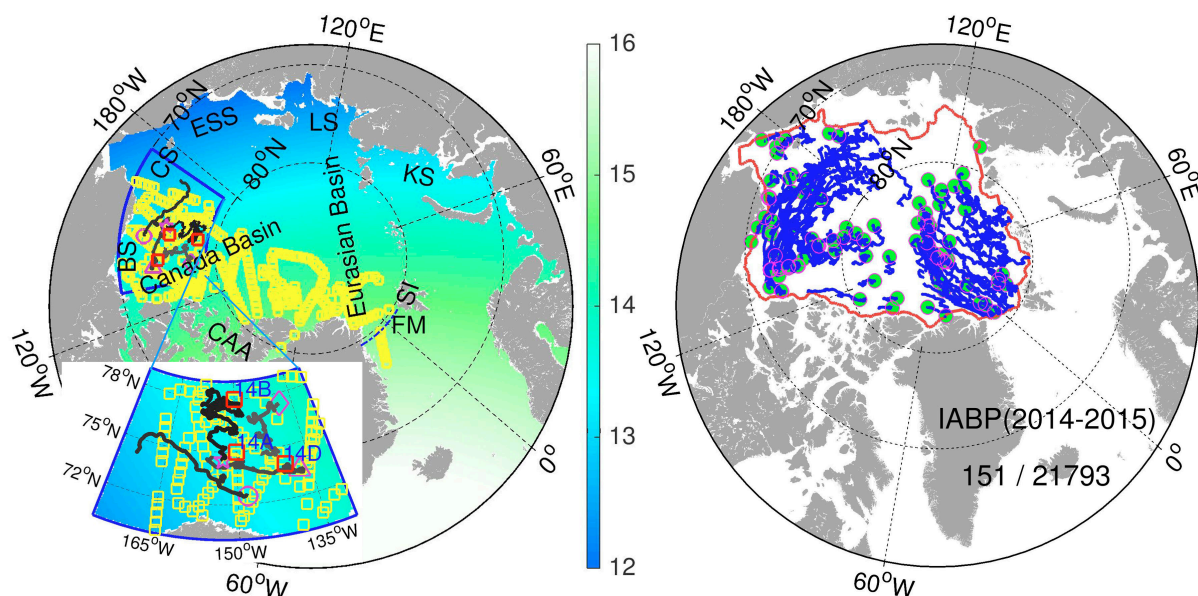 120°E
180°W
70°N
ESS
LS
CS
80°N
KS
60°E
BS
Canada Basin
Eurasian Basin
SI
FM
CAA
120°W
0°
60°W
78°N
75°N
72°N
14B
14A
14D
165°W
150°W
135°W
16
15
14
13
12
120°E
180°W
70°N
80°N
60°E
120°W
0°
60°W
IABP(2014-2015)
151 / 21793